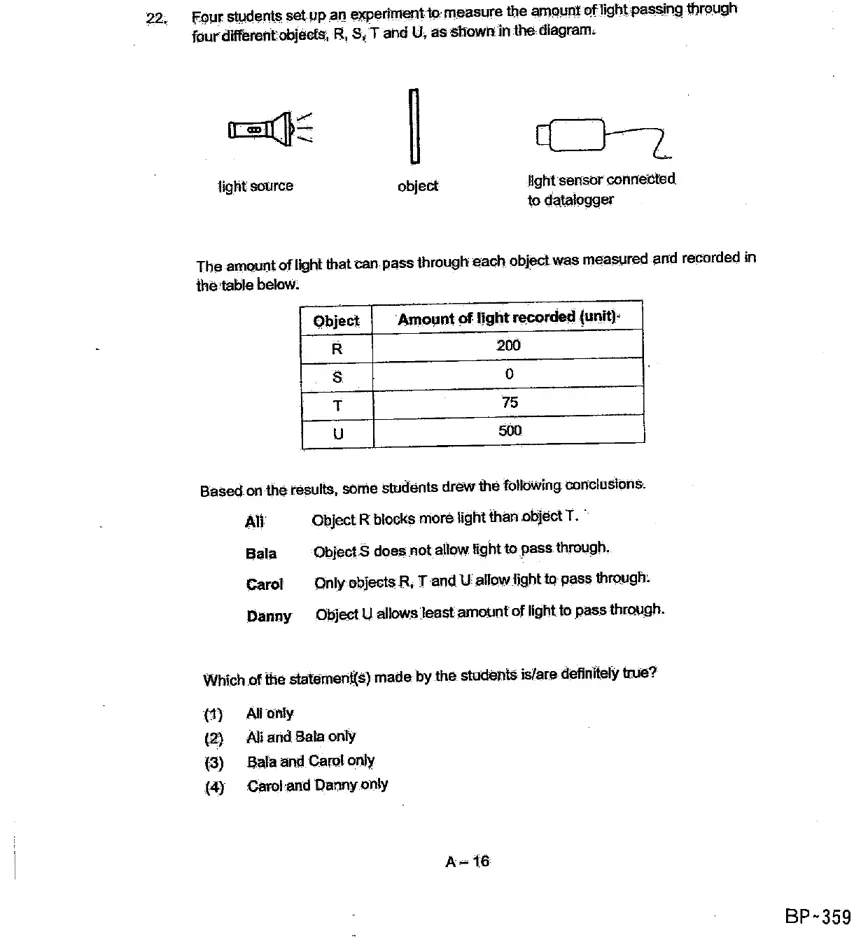 22. Four students set up an experiment to measure the amount of light passing through
four different objects, R, S, T and U, as shown in the diagram.
light source
object
light sensor connected
to datalogger
The amount of light that can pass through each object was measured and recorded in
the table below.
Object Amount of light recorded (unit)
R 200
S 0
T 75
U 500
Based on the results, some students drew the following conclusions.
Ali Object R blocks more light than object T.
Bala Object S does not allow light to pass through.
Carol Only objects R, T and U allow light to pass through.
Danny Object U allows least amount of light to pass through.
Which of the statement(s) made by the students is/are definitely true?
(1) Ali only
(2) Ali and Bala only
(3) Bala and Carol only
(4) Carol and Danny only
A – 16
BP~359